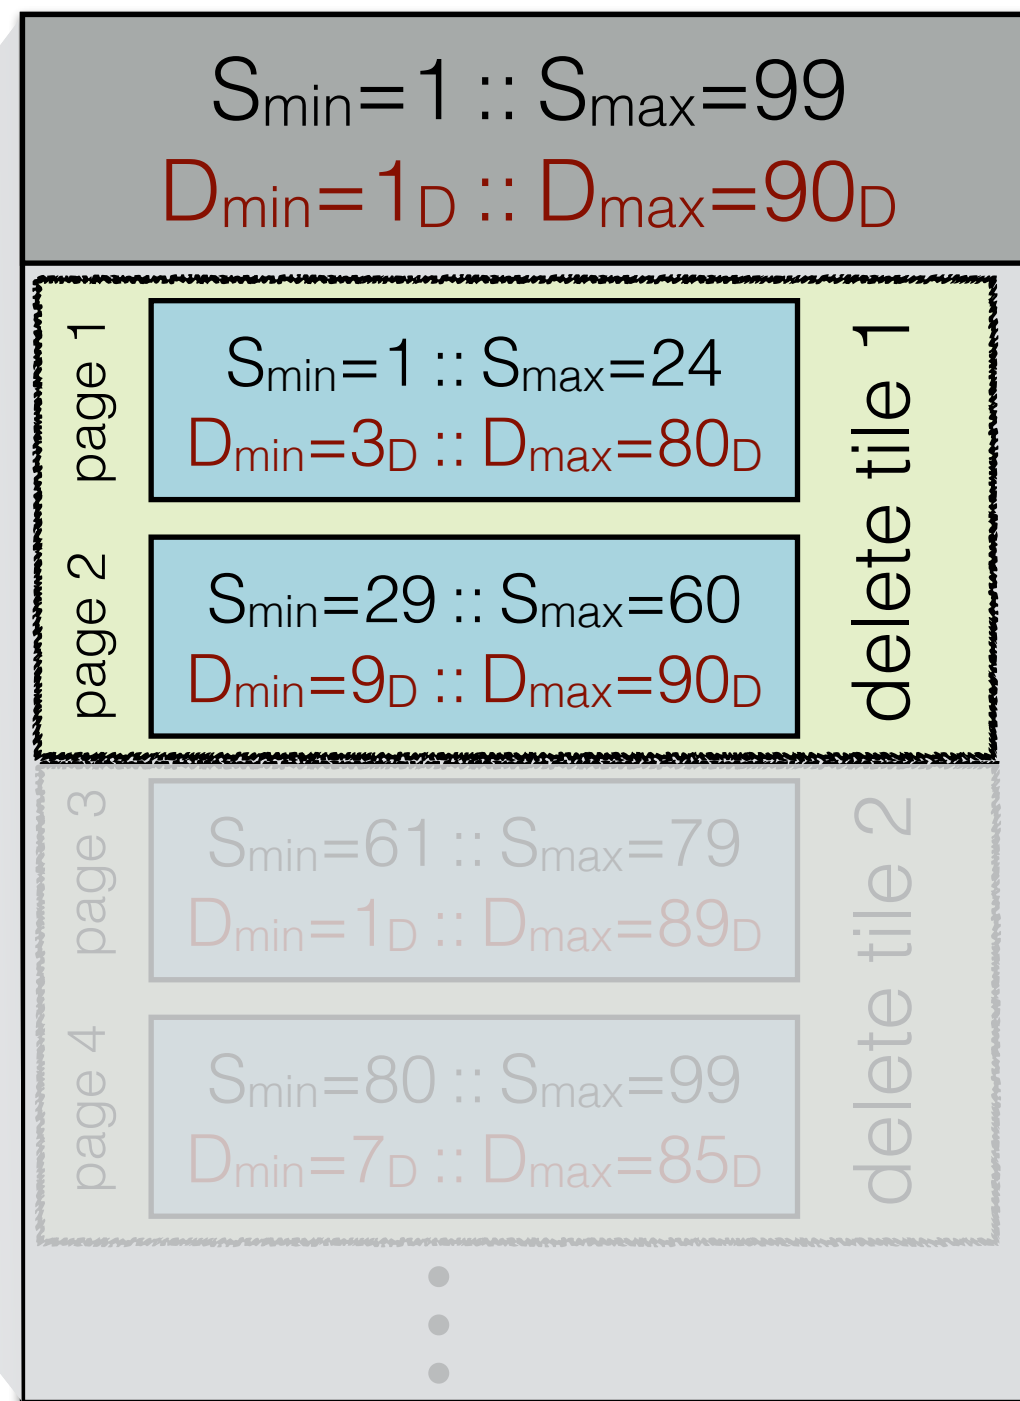 Smin=1 :: Smax=99
Dmin=1D :: Dmax=90D
page 1
Smin=1 :: Smax=24
Dmin=3D :: Dmax=80D
delete tile 1
page 2
Smin=29 :: Smax=60
Dmin=9D :: Dmax=90D
page 3
Smin=61 :: Smax=79
Dmin=1D :: Dmax=89D
delete tile 2
page 4
Smin=80 :: Smax=99
Dmin=7D :: Dmax=85D